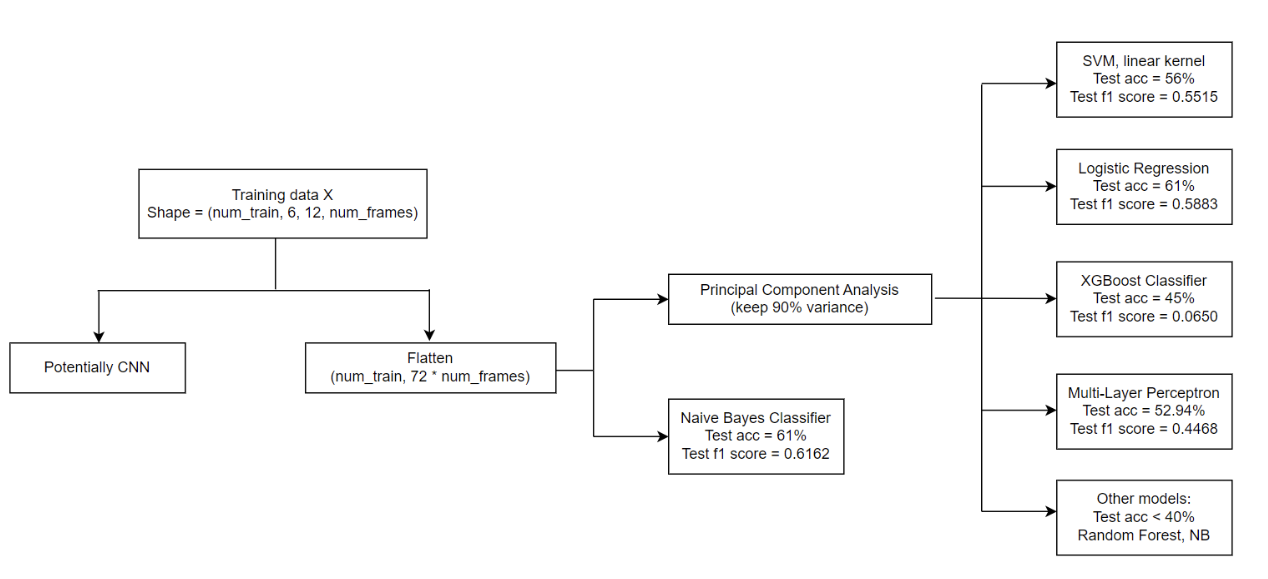 Training data X
Shape = (num_train, 6, 12, num_frames)
Potentially CNN
Flatten
(num_train, 72 * num_frames)
Principal Component Analysis
(keep 90% variance)
Naive Bayes Classifier
Test acc = 61%
Test f1 score = 0.6162
SVM, linear kernel
Test acc = 56%
Test f1 score = 0.5515
Logistic Regression
Test acc = 61%
Test f1 score = 0.5883
XGBoost Classifier
Test acc = 45%
Test f1 score = 0.0650
Multi-Layer Perceptron
Test acc = 52.94%
Test f1 score = 0.4468
Other models:
Test acc < 40%
Random Forest, NB